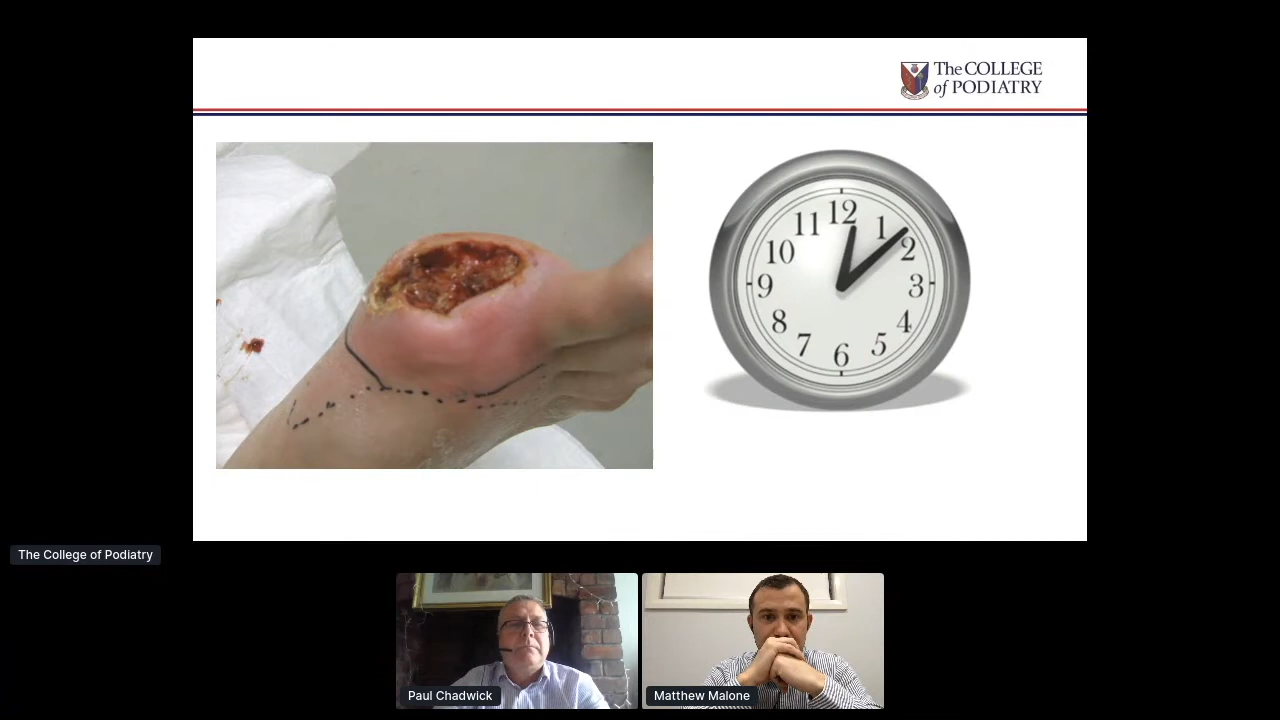 The COLLEGE
of PODIATRY
12
1
2
3
4
5
6
7
8
9
10
11
The College of Podiatry
Paul Chadwick
Matthew Malone